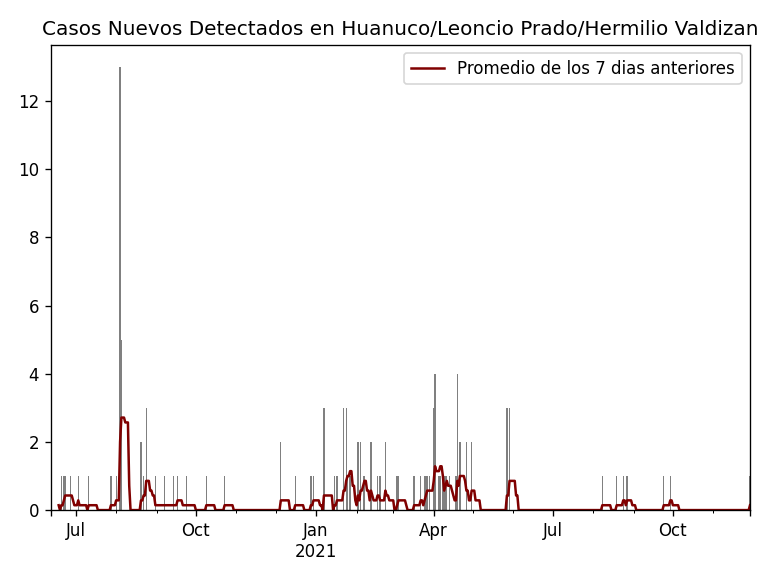 Casos Nuevos Detectados en Huanuco/Leoncio Prado/Hermilio Valdizan
Promedio de los 7 dias anteriores
12
10
8
6
4
2
0
Jul Oct Jan Apr Jul Oct
2021